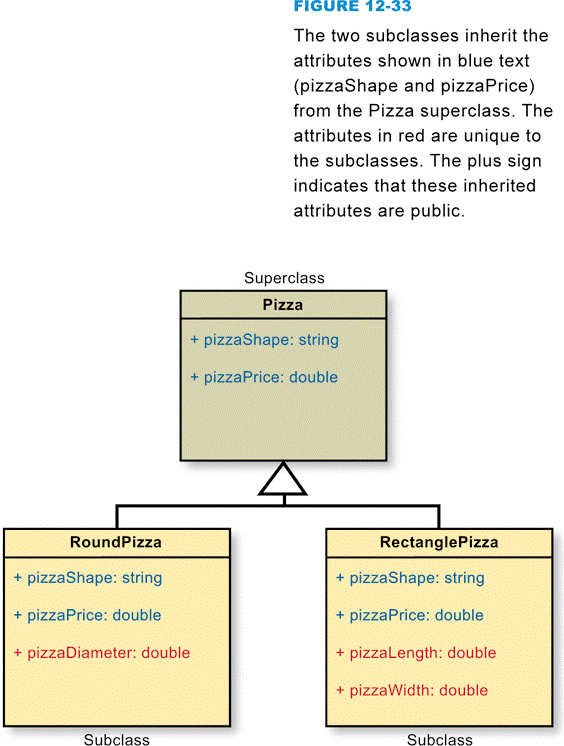 FIGURE 12-33
The two subclasses inherit the
attributes shown in blue text
(pizzaShape and pizzaPrice)
from the Pizza superclass. The
attributes in red are unique to
the subclasses. The plus sign
indicates that these inherited
attributes are public.
Superclass
Pizza
+ pizzaShape: string
+ pizzaPrice: double
RoundPizza
+ pizzaShape: string
+ pizzaPrice: double
+ pizzaDiameter: double
Subclass
RectanglePizza
+ pizzaShape: string
+ pizzaPrice: double
+ pizzaLength: double
+ pizzaWidth: double
Subclass